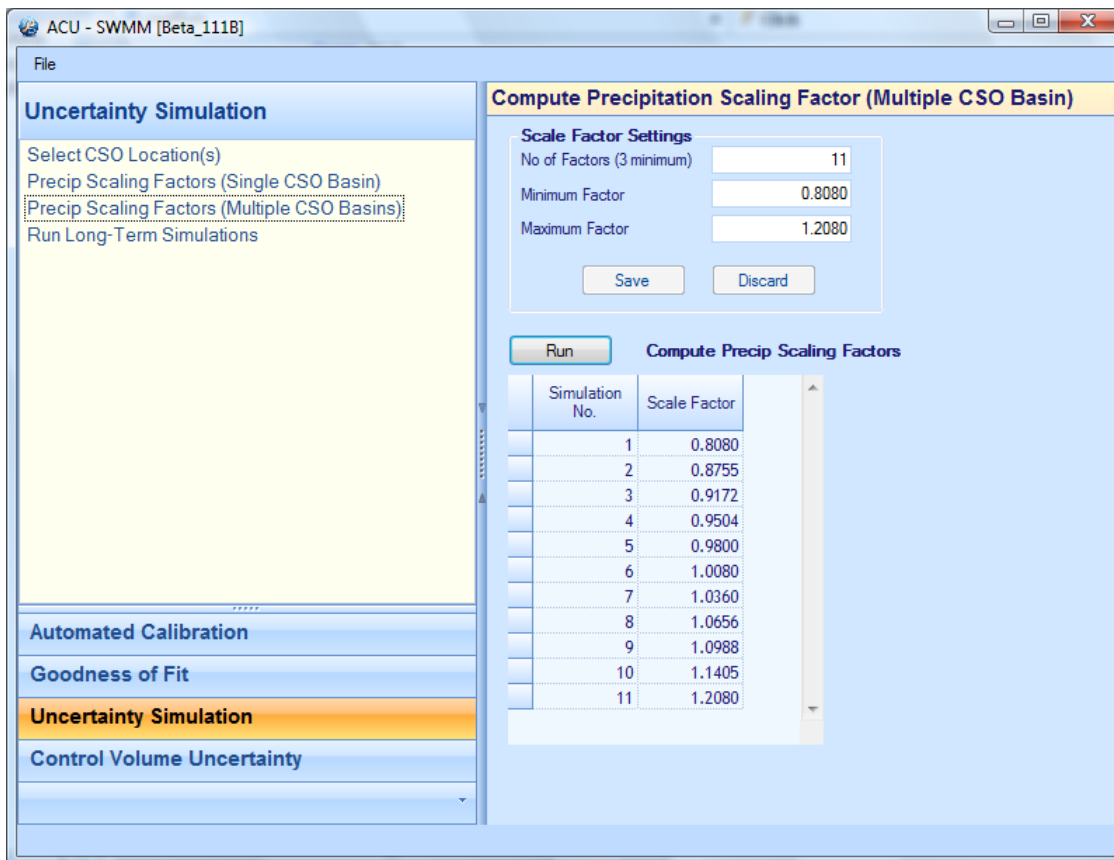 ACU - SWMM [Beta_111B]
File
Uncertainty Simulation
Select CSO Location(s)
Precip Scaling Factors (Single CSO Basin)
Precip Scaling Factors (Multiple CSO Basins)
Run Long-Term Simulations
Automated Calibration
Goodness of Fit
Uncertainty Simulation
Control Volume Uncertainty
Compute Precipitation Scaling Factor (Multiple CSO Basin)
Scale Factor Settings
No of Factors (3 minimum) 11
Minimum Factor 0.8080
Maximum Factor 1.2080
Save Discard
Run Compute Precip Scaling Factors
Simulation No. Scale Factor
1 0.8080
2 0.8755
3 0.9172
4 0.9504
5 0.9800
6 1.0080
7 1.0360
8 1.0656
9 1.0988
10 1.1405
11 1.2080